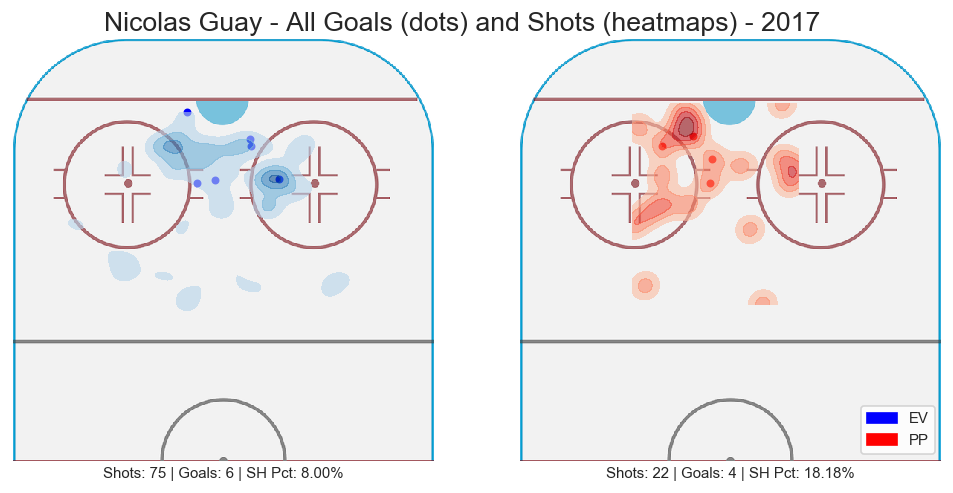 Nicolas Guay - All Goals (dots) and Shots (heatmaps) - 2017
EV
PP
Shots: 75 | Goals: 6 | SH Pct: 8.00%
Shots: 22 | Goals: 4 | SH Pct: 18.18%